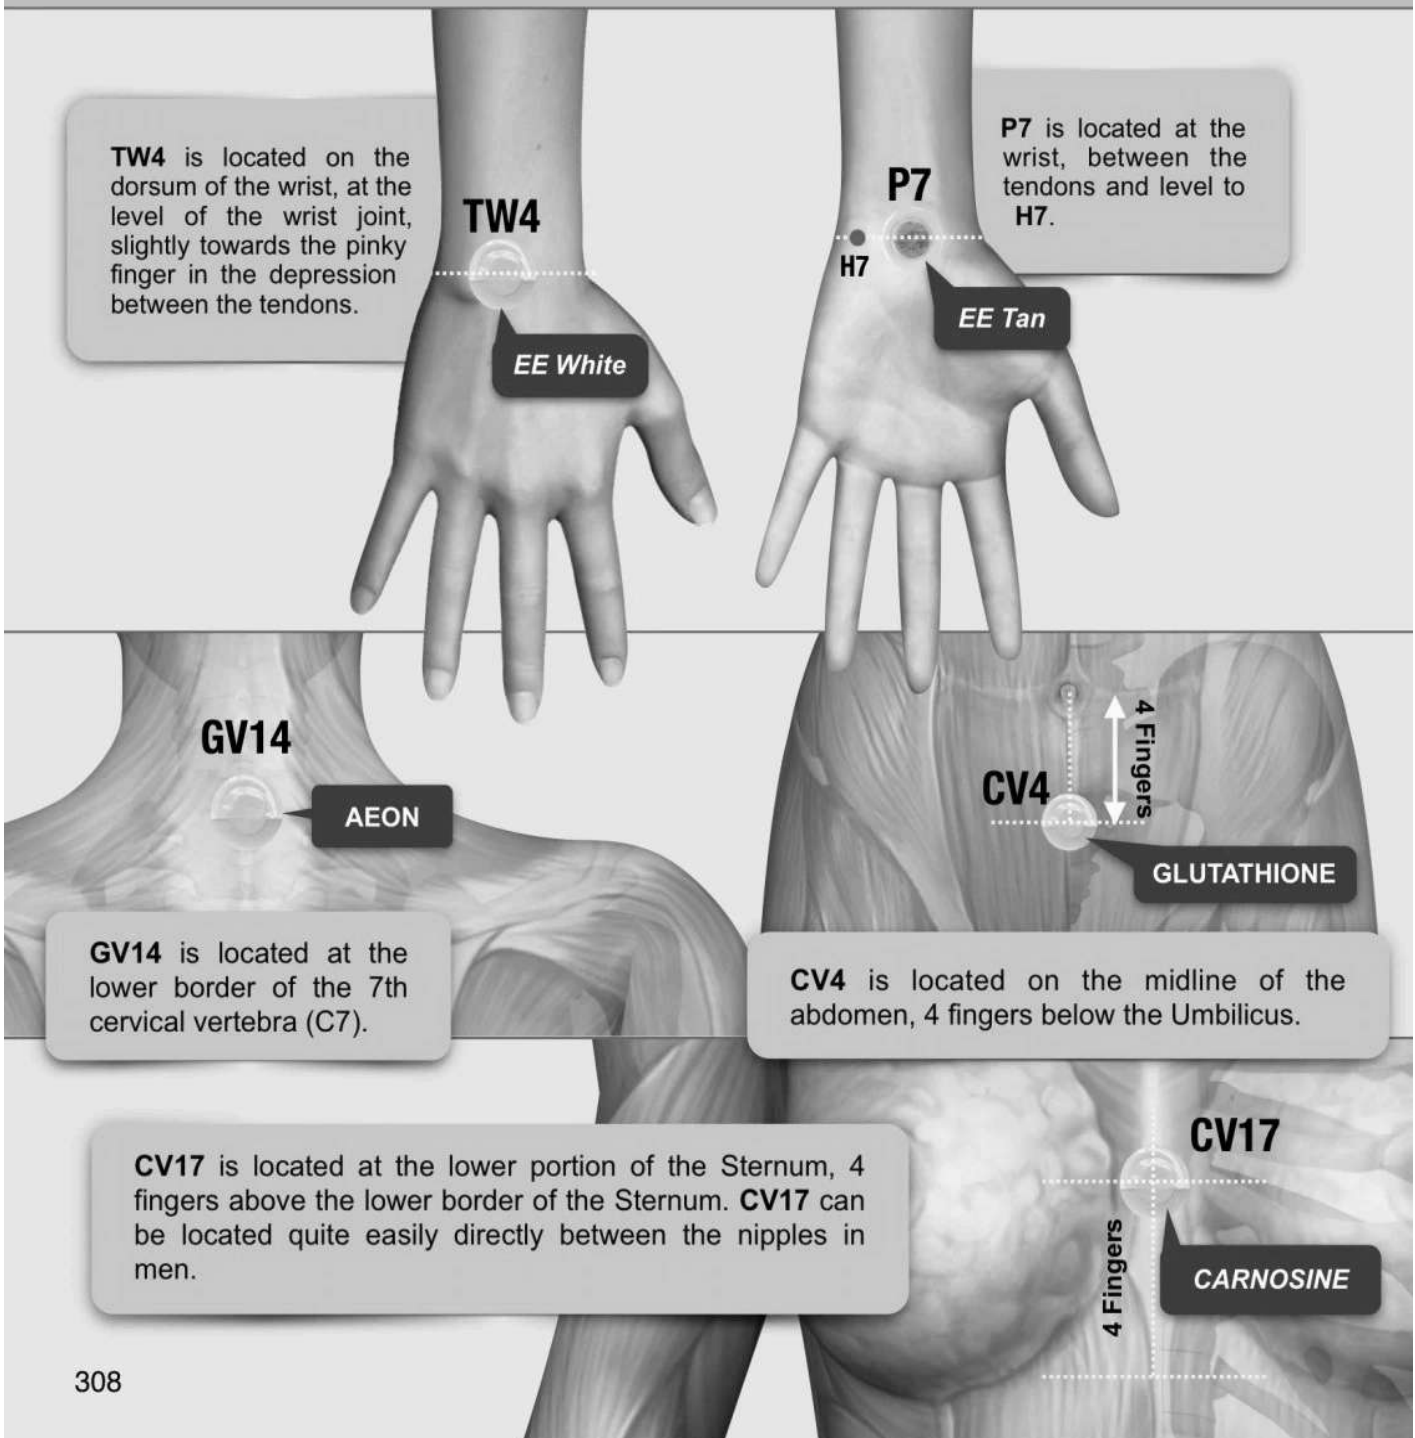 TW4 is located on the
dorsum of the wrist, at the
level of the wrist joint,
slightly towards the pinky
finger in the depression
between the tendons.
TW4
EE White
P7 is located at the
wrist, between the
tendons and level to
H7.
P7
H7
EE Tan
GV14
AEON
GV14 is located at the
lower border of the 7th
cervical vertebra (C7).
4 Fingers
CV4
GLUTATHIONE
CV4 is located on the midline of the
abdomen, 4 fingers below the Umbilicus.
CV17 is located at the lower portion of the Sternum, 4
fingers above the lower border of the Sternum. CV17 can
be located quite easily directly between the nipples in
men.
CV17
4 Fingers
CARNOSINE
308